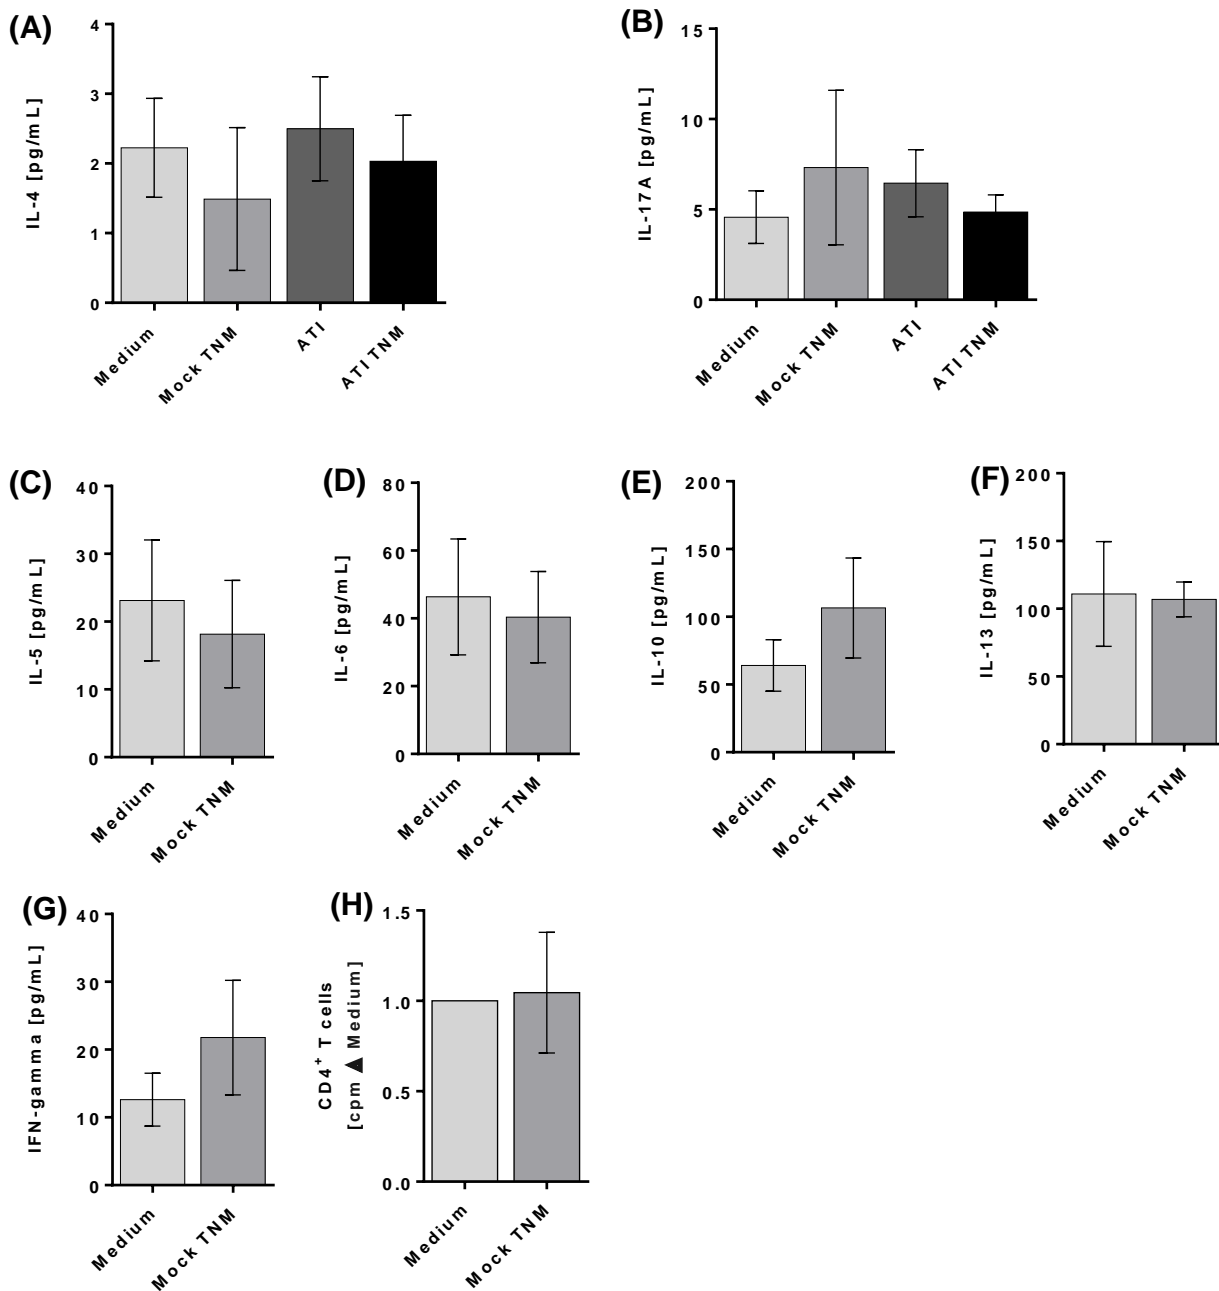 (A)
IL-4 [pg/mL]
4
3
2
1
0
Medium
Mock TNM
ATI
ATI TNM
(B)
IL-17A [pg/mL]
15
10
5
0
Medium
Mock TNM
ATI
ATI TNM
(C)
IL-5 [pg/mL]
40
30
20
10
0
Medium
Mock TNM
(D)
IL-6 [pg/mL]
80
60
40
20
0
Medium
Mock TNM
(E)
IL-10 [pg/mL]
200
150
100
50
0
Medium
Mock TNM
(F)
IL-13 [pg/mL]
200
150
100
50
0
Medium
Mock TNM
(G)
IFN-gamma [pg/mL]
40
30
20
10
0
Medium
Mock TNM
(H)
CD4⁺ T cells
[cpm ▲ Medium]
1.5
1.0
0.5
0.0
Medium
Mock TNM